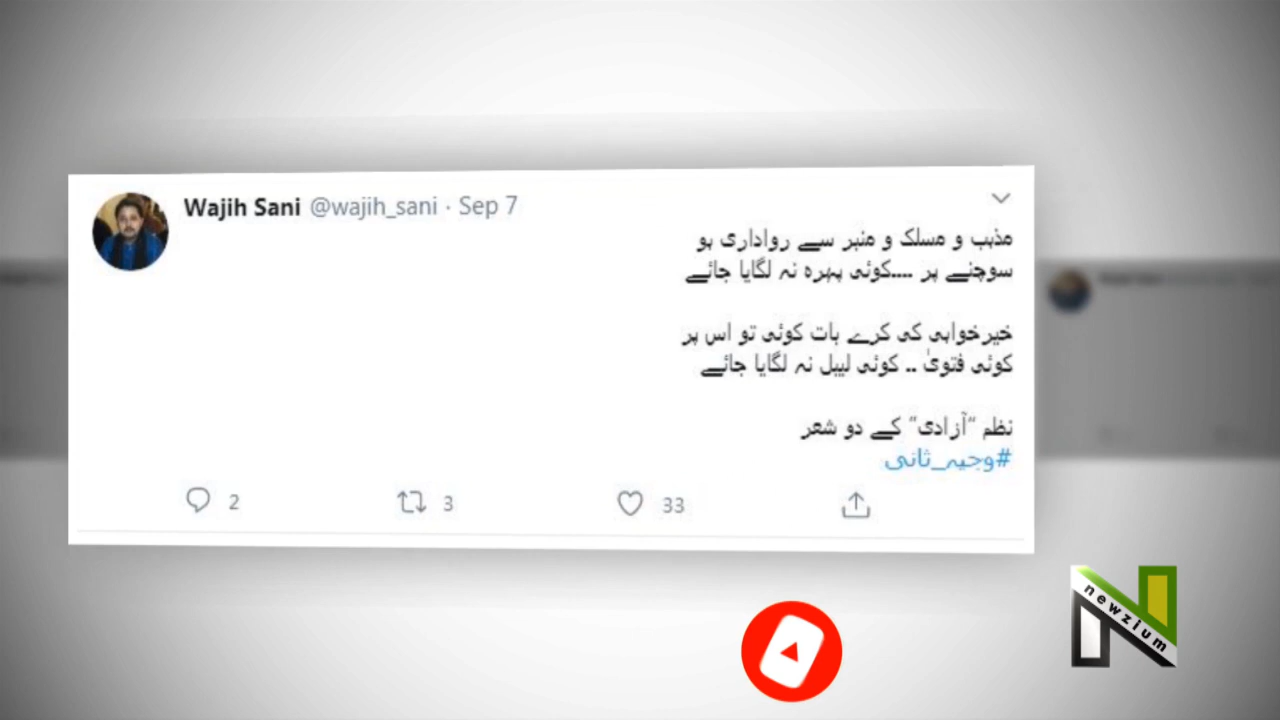 Wajih Sani @wajih_sani · Sep 7
مذہب و مسلک و منبر سے رواداری ہو
سوچنے پر ....کوئی پہرہ نہ لگایا جائے
خیرخواہی کی کرے بات کوئی تو اس پر
کوئی فتویٰ .. کوئی لیبل نہ لگایا جائے
نظم “آزادی” کے دو شعر
#وجیہہ_ثانی
2 3 33
newzium